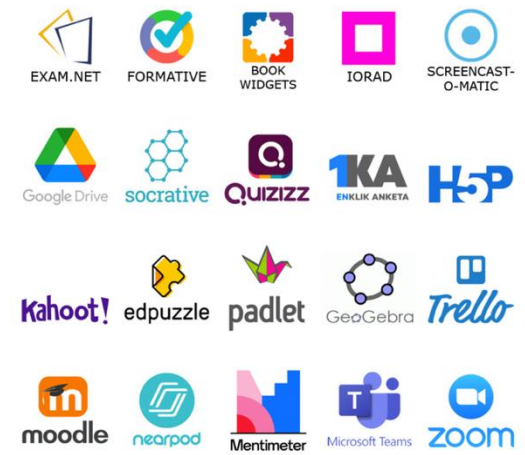 EXAM.NET
FORMATIVE
BOOK
WIDGETS
IORAD
SCREENCAST-
O-MATIC
Google Drive
socrative
Q
QUIZIZZ
1KA
ENKLIK ANKETA
H5P
Kahoot!
edpuzzle
padlet
GeoGebra
Trello
m
moodle
nearpod
Mentimeter
T
Microsoft Teams
zoom